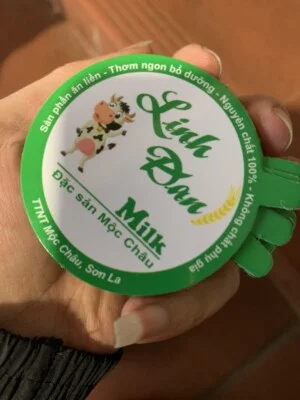 Sản phẩn ăn liền - Thơm ngon bổ dưỡng - Nguyên chất 100% - Không chất phụ gia
Linh
Đan
Milk
Đặc sản Mộc Châu
TTNT Mộc Châu, Sơn La